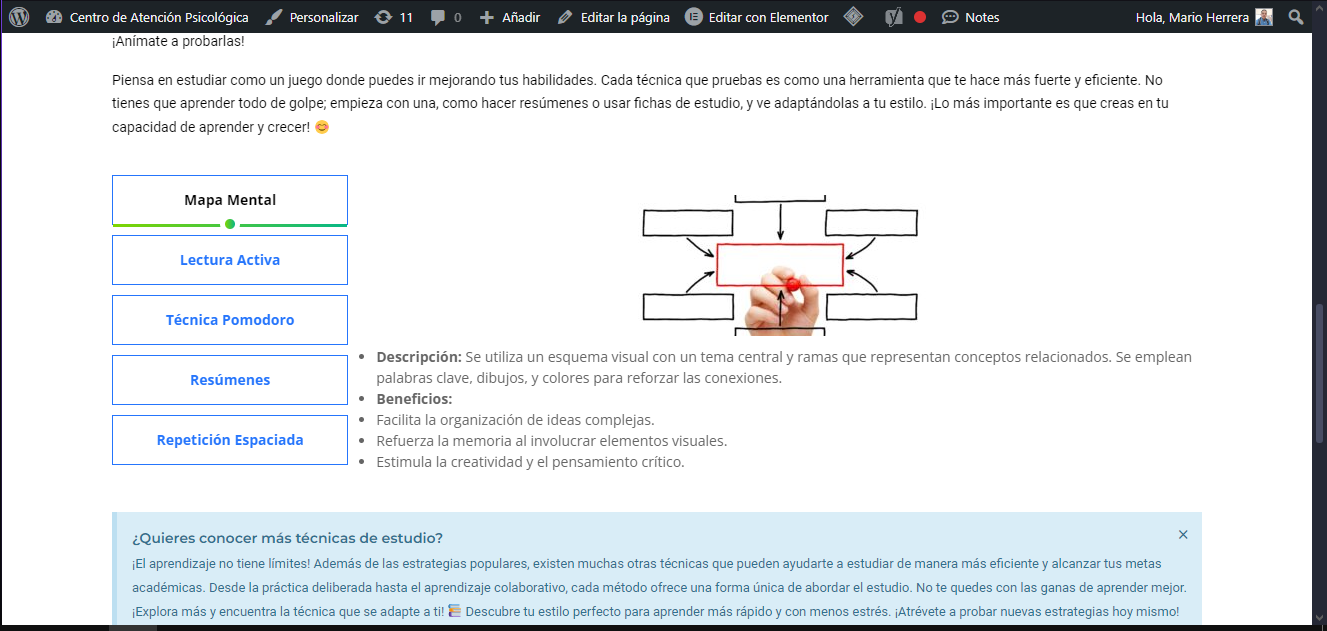 Centro de Atención Psicológica Personalizar 11 0 Añadir Editar la página Editar con Elementor Notes Hola, Mario Herrera
¡Anímate a probarlas!
Piensa en estudiar como un juego donde puedes ir mejorando tus habilidades. Cada técnica que pruebas es como una herramienta que te hace más fuerte y eficiente. No
tienes que aprender todo de golpe; empieza con una, como hacer resúmenes o usar fichas de estudio, y ve adaptándolas a tu estilo. ¡Lo más importante es que creas en tu
capacidad de aprender y crecer! 😊
Mapa Mental
Lectura Activa
Técnica Pomodoro
Resúmenes
Repetición Espaciada
• Descripción: Se utiliza un esquema visual con un tema central y ramas que representan conceptos relacionados. Se emplean
palabras clave, dibujos, y colores para reforzar las conexiones.
• Beneficios:
• Facilita la organización de ideas complejas.
• Refuerza la memoria al involucrar elementos visuales.
• Estimula la creatividad y el pensamiento crítico.
¿Quieres conocer más técnicas de estudio? ×
¡El aprendizaje no tiene límites! Además de las estrategias populares, existen muchas otras técnicas que pueden ayudarte a estudiar de manera más eficiente y alcanzar tus metas
académicas. Desde la práctica deliberada hasta el aprendizaje colaborativo, cada método ofrece una forma única de abordar el estudio. No te quedes con las ganas de aprender mejor.
¡Explora más y encuentra la técnica que se adapte a ti! 📚 Descubre tu estilo perfecto para aprender más rápido y con menos estrés. ¡Atrévete a probar nuevas estrategias hoy mismo!